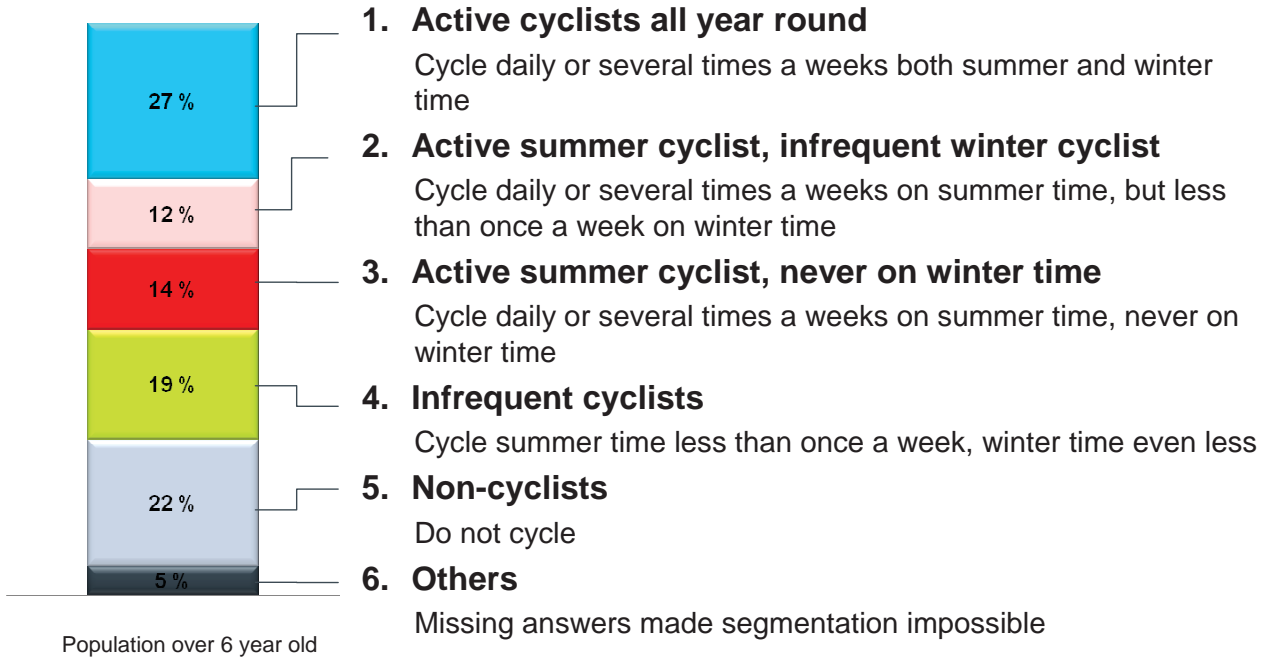 1. Active cyclists all year round
Cycle daily or several times a weeks both summer and winter
time
27 %
2. Active summer cyclist, infrequent winter cyclist
Cycle daily or several times a weeks on summer time, but less
than once a week on winter time
12 %
3. Active summer cyclist, never on winter time
Cycle daily or several times a weeks on summer time, never on
winter time
14 %
4. Infrequent cyclists
Cycle summer time less than once a week, winter time even less
19 %
5. Non-cyclists
Do not cycle
22 %
6. Others
Missing answers made segmentation impossible
5 %
Population over 6 year old